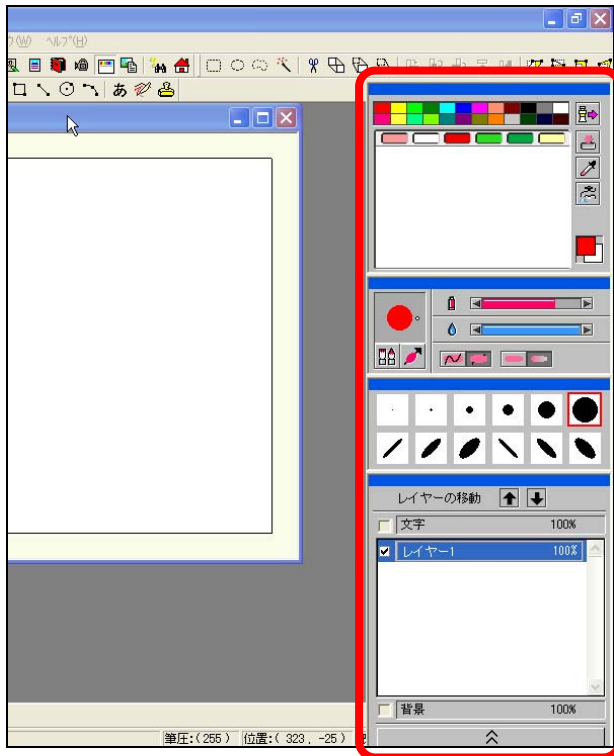 ﾍﾙﾌﾟ(H)
あ
レイヤーの移動
文字 100%
レイヤー1 100%
背景 100%
筆圧:(255) 位置:( 323, -25)